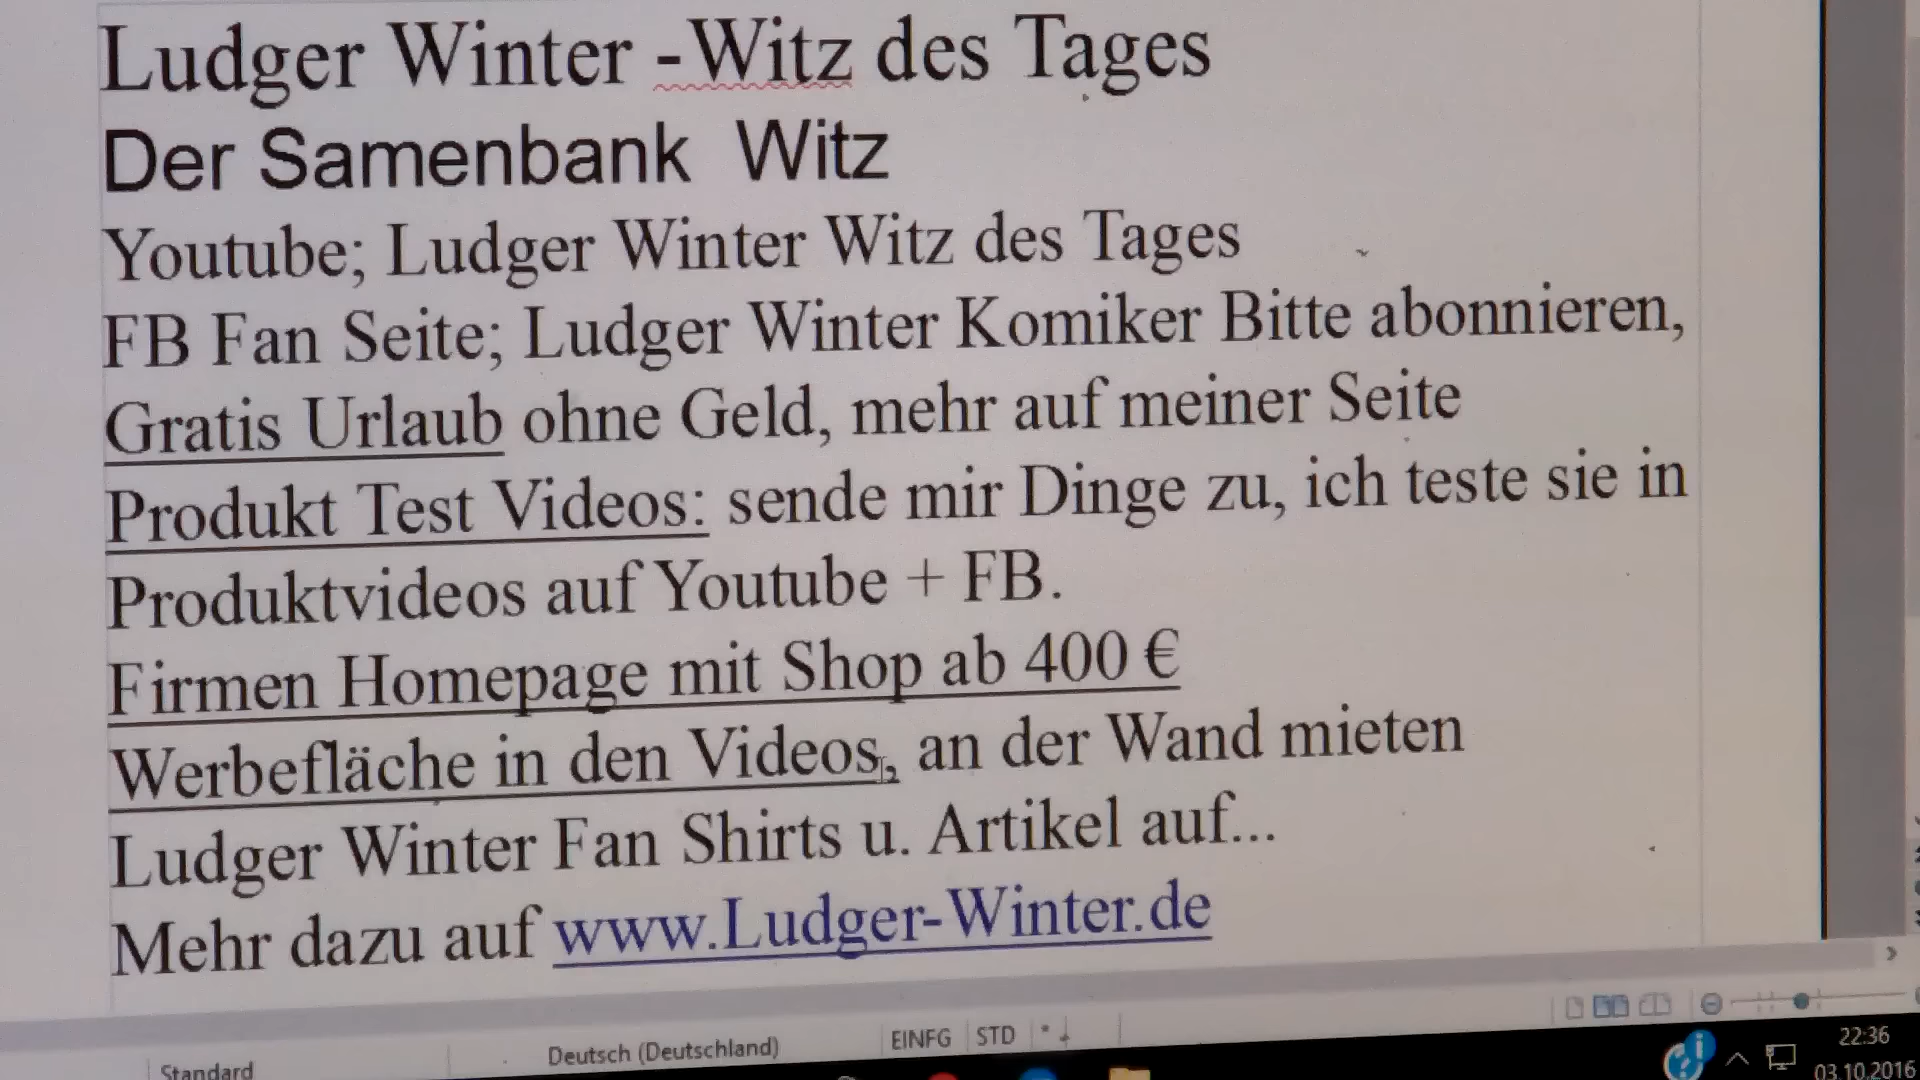 Ludger Winter -Witz des Tages
Der Samenbank Witz
Youtube; Ludger Winter Witz des Tages
FB Fan Seite; Ludger Winter Komiker Bitte abonnieren,
Gratis Urlaub ohne Geld, mehr auf meiner Seite
Produkt Test Videos: sende mir Dinge zu, ich teste sie in
Produktvideos auf Youtube + FB.
Firmen Homepage mit Shop ab 400 €
Werbefläche in den Videos, an der Wand mieten
Ludger Winter Fan Shirts u. Artikel auf...
Mehr dazu auf www.Ludger-Winter.de
Standard Deutsch (Deutschland) EINFG STD
22:36
03.10.2016